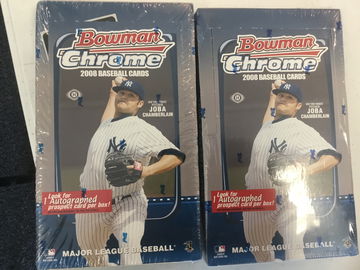 Bowman
Chrome
2008 BASEBALL CARDS
JOBA
CHAMBERLAIN
Look for
1 Autographed
prospect card per box!
MAJOR LEAGUE BASEBALL
Bowman
Chrome
2008 BASEBALL CARDS
JOBA
CHAMBERLAIN
Look for
1 Autographed
prospect card per box!
MAJOR LEAGUE BASEBALL